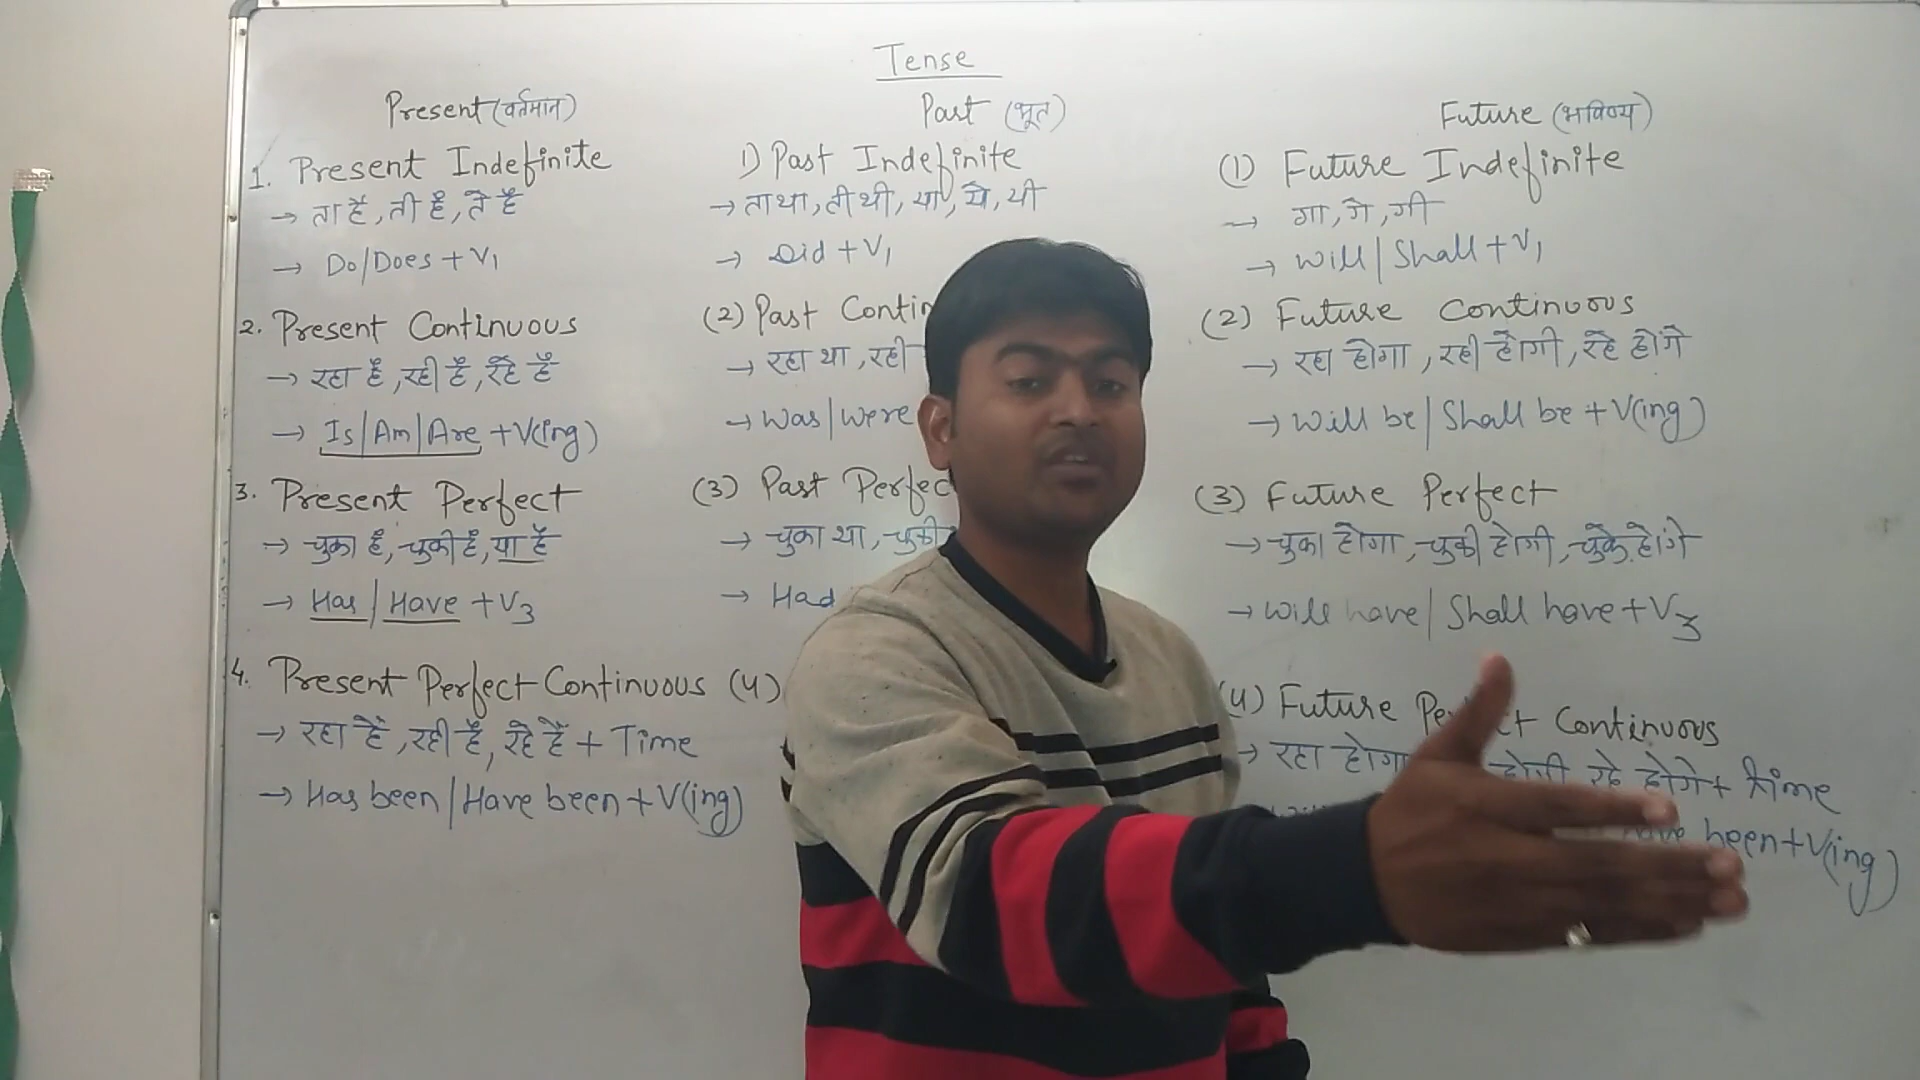 Tense
Present (वर्तमान)
1. Present Indefinite
→ ता है, ती है, ते हैं
→ Do/Does + V1
2. Present Continuous
→ रहा है, रही है, रहे हैं
→ Is/Am/Are + V(ing)
3. Present Perfect
→ चुका है, चुकी है, या है
→ Has/Have + V3
4. Present Perfect Continuous
→ रहा है, रही है, रहे हैं + Time
→ Has been/Have been + V(ing)
Past (भूत)
1) Past Indefinite
→ ता था, ती थी, या, ये, यी
→ Did + V1
(2) Past Contin
→ रहा था, रही
→ Was/Were
(3) Past Perfec
→ चुका था, चुकी
→ Had
(4)
Future (भविष्य)
(1) Future Indefinite
→ गा, गे, गी
→ Will/Shall + V1
(2) Future Continuous
→ रहा होगा, रही होगी, रहे होंगे
→ Will be/Shall be + V(ing)
(3) Future Perfect
→ चुका होगा, चुकी होगी, चुके होंगे
→ Will have/Shall have + V3
(4) Future Pe ct Continuous
→ रहा होगा होगी रहे होंगे + Time
been + V(ing)